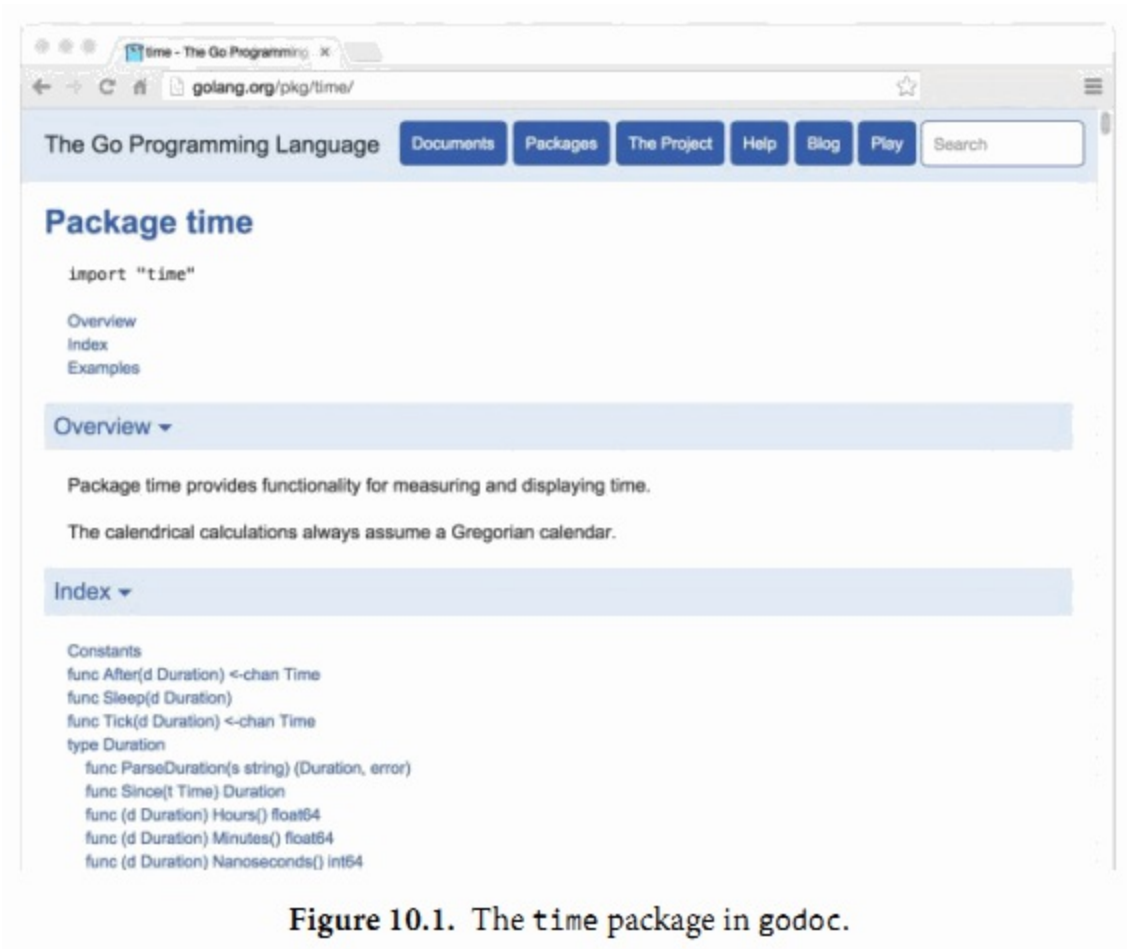 time - The Go Programming
golang.org/pkg/time/
The Go Programming Language Documents Packages The Project Help Blog Play Search
Package time
import "time"
Overview
Index
Examples
Overview
Package time provides functionality for measuring and displaying time.
The calendrical calculations always assume a Gregorian calendar.
Index
Constants
func After(d Duration) <-chan Time
func Sleep(d Duration)
func Tick(d Duration) <-chan Time
type Duration
func ParseDuration(s string) (Duration, error)
func Since(t Time) Duration
func (d Duration) Hours() float64
func (d Duration) Minutes() float64
func (d Duration) Nanoseconds() int64
Figure 10.1. The time package in godoc.